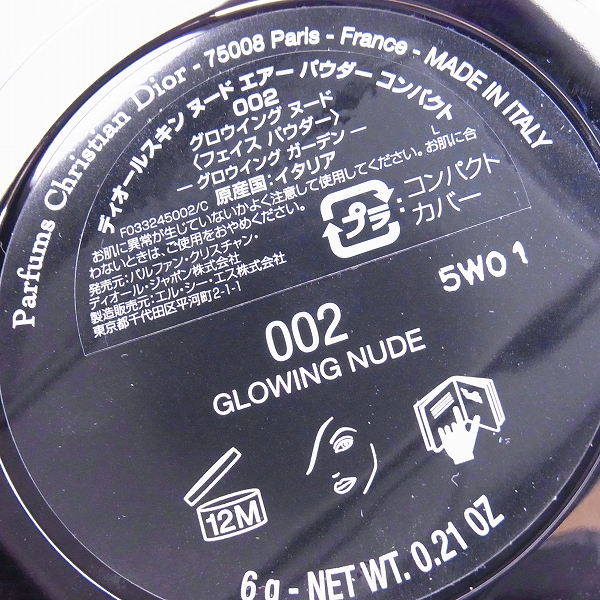 Parfums Christian Dior - 75008 Paris - France - MADE IN ITALY
ディオールスキン ヌード エアー パウダー コンパクト
002
グロウイング ヌード
〈フェイス パウダー〉
－グロウイング ガーデン－
F033245002/C 原産国:イタリア L
お肌に異常が生じていないかよく注意して使用してください。お肌に合
わないときは、ご使用をおやめください。
発売元:パルファン・クリスチャン・
ディオール・ジャポン株式会社
製造販売元:エル・シー・エス株式会社
東京都千代田区平河町2-1-1
プラ :コンパクト
カバー
5W01
002
GLOWING NUDE
12M
6 g - NET WT. 0.21 OZ